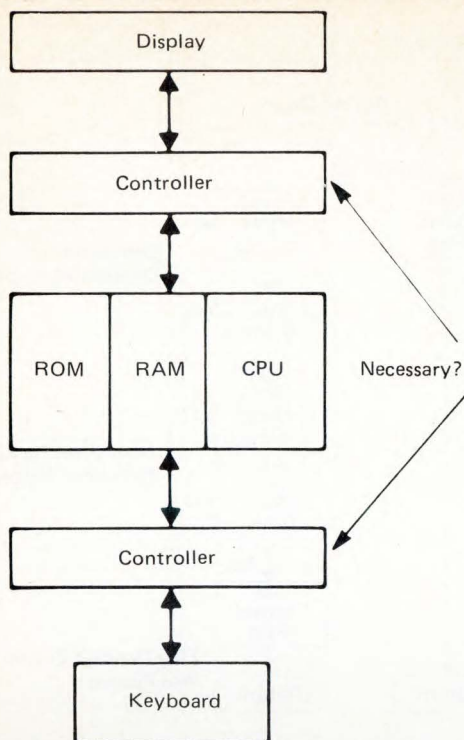 Display
Controller
ROM RAM CPU Necessary?
Controller
Keyboard